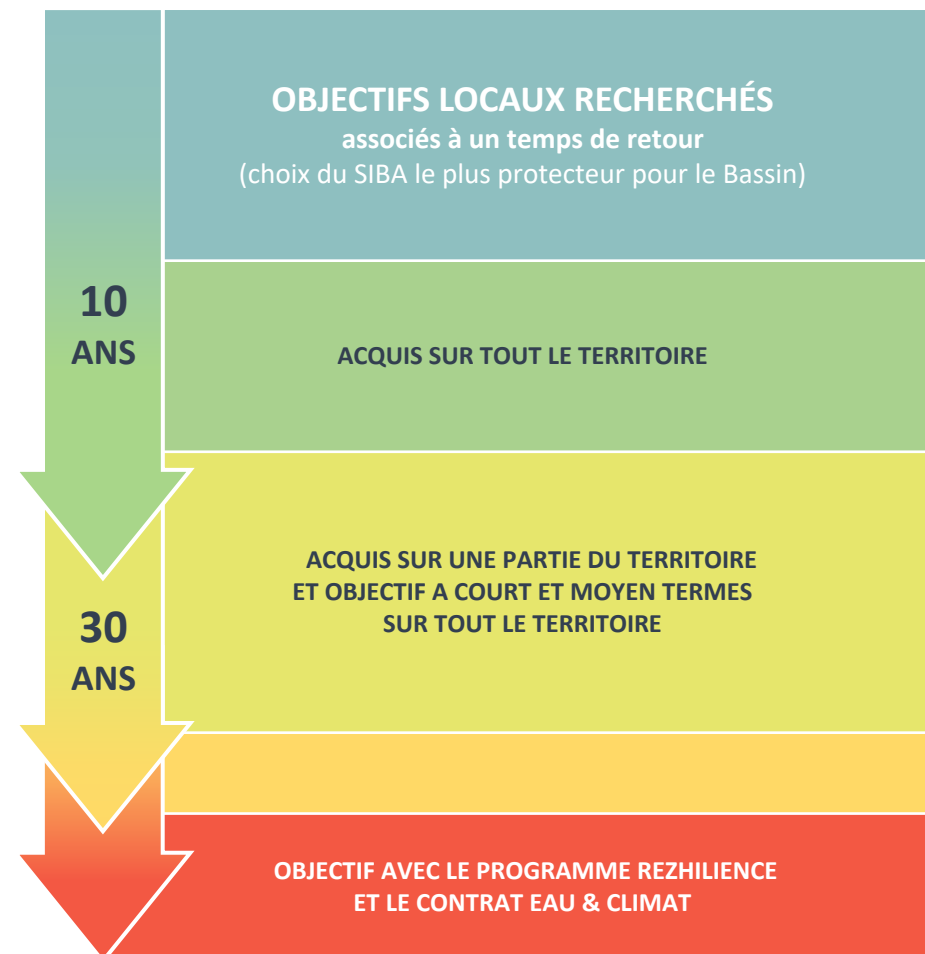 OBJECTIFS LOCAUX RECHERCHÉS
associés à un temps de retour
(choix du SIBA le plus protecteur pour le Bassin)
10
ANS
ACQUIS SUR TOUT LE TERRITOIRE
ACQUIS SUR UNE PARTIE DU TERRITOIRE
ET OBJECTIF A COURT ET MOYEN TERMES
SUR TOUT LE TERRITOIRE
30
ANS
OBJECTIF AVEC LE PROGRAMME REZHILIENCE
ET LE CONTRAT EAU & CLIMAT